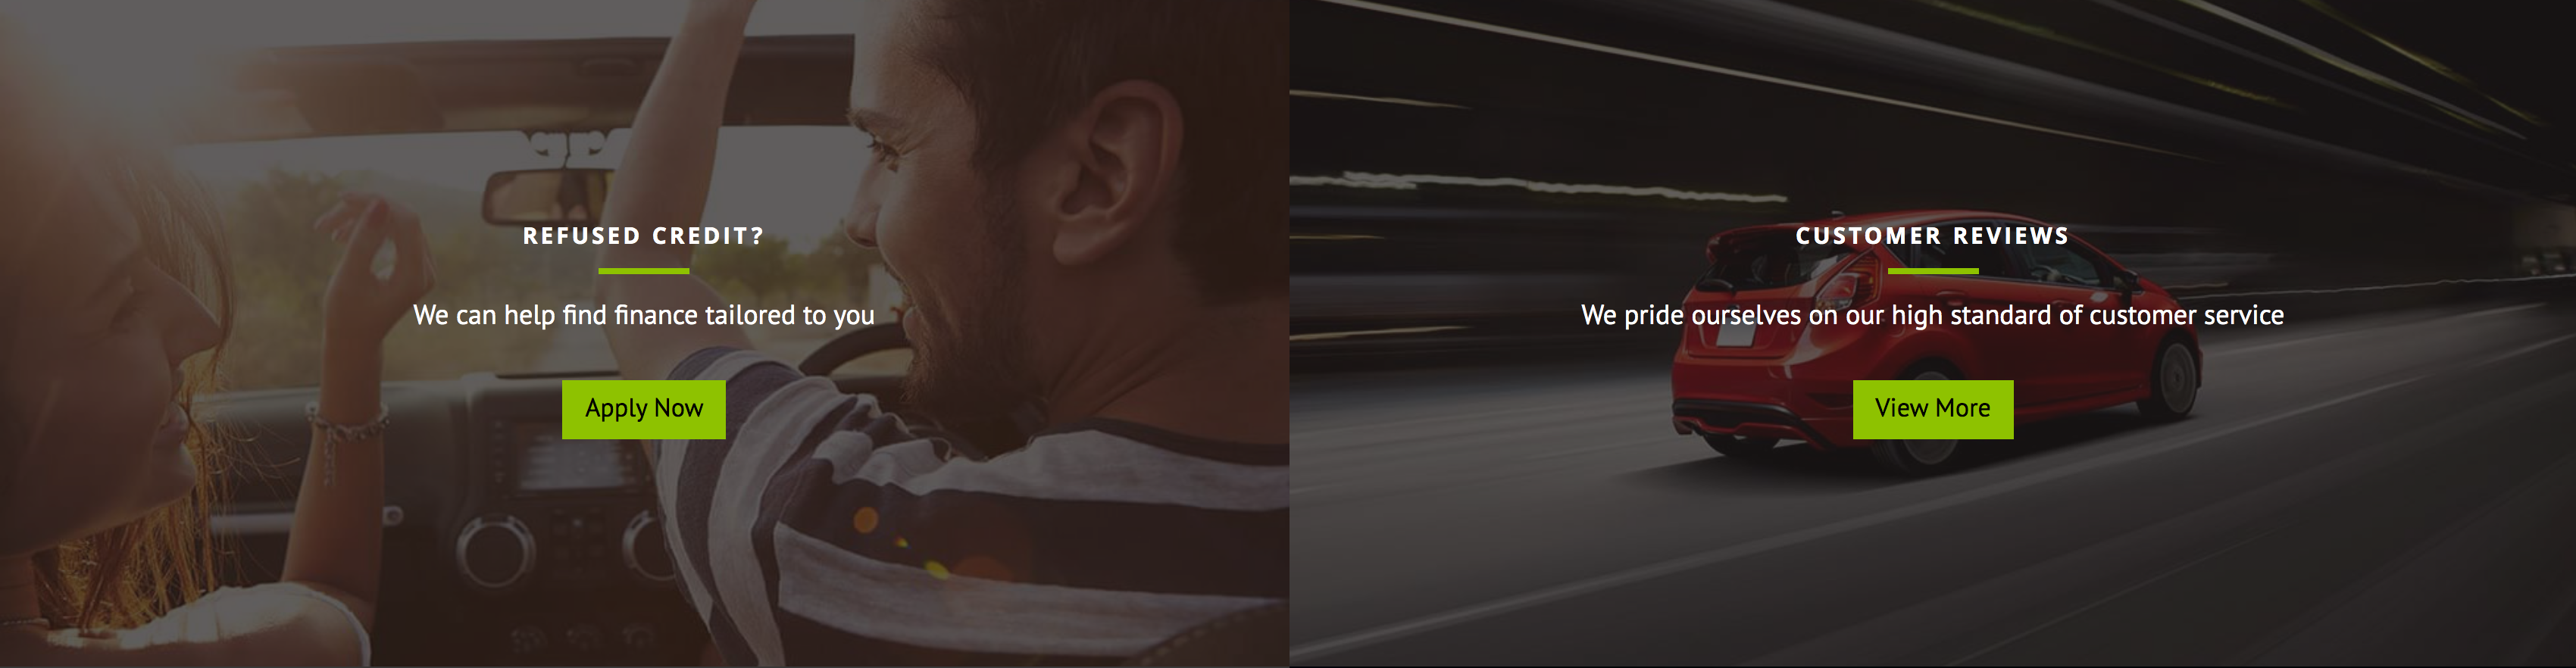 REFUSED CREDIT?
We can help find finance tailored to you
Apply Now
CUSTOMER REVIEWS
We pride ourselves on our high standard of customer service
View More